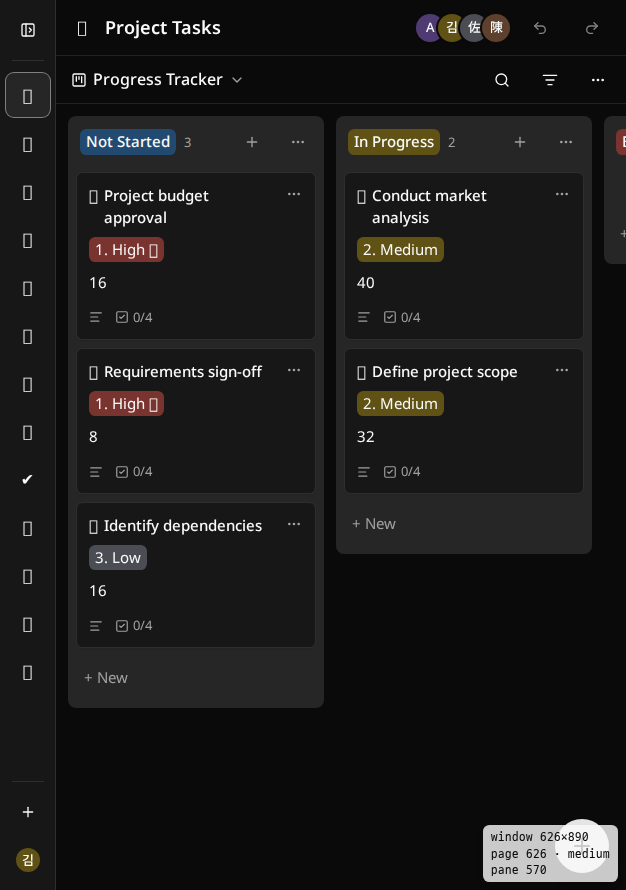 Project Tasks
A 김 佐 陳
Progress Tracker
Not Started 3
Project budget
approval
1. High
16
0/4
Requirements sign-off
1. High
8
0/4
Identify dependencies
3. Low
16
0/4
+ New
In Progress 2
Conduct market
analysis
2. Medium
40
0/4
Define project scope
2. Medium
32
0/4
+ New
김
window 626×890
page 626 · medium
pane 570